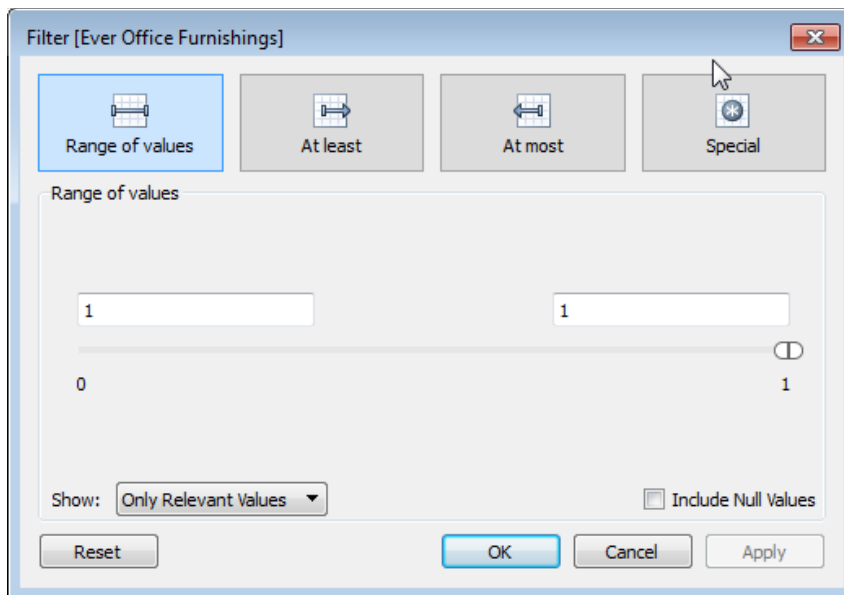 Filter [Ever Office Furnishings]
Range of values At least At most Special
Range of values
1 1
0 1
Show: Only Relevant Values Include Null Values
Reset OK Cancel Apply